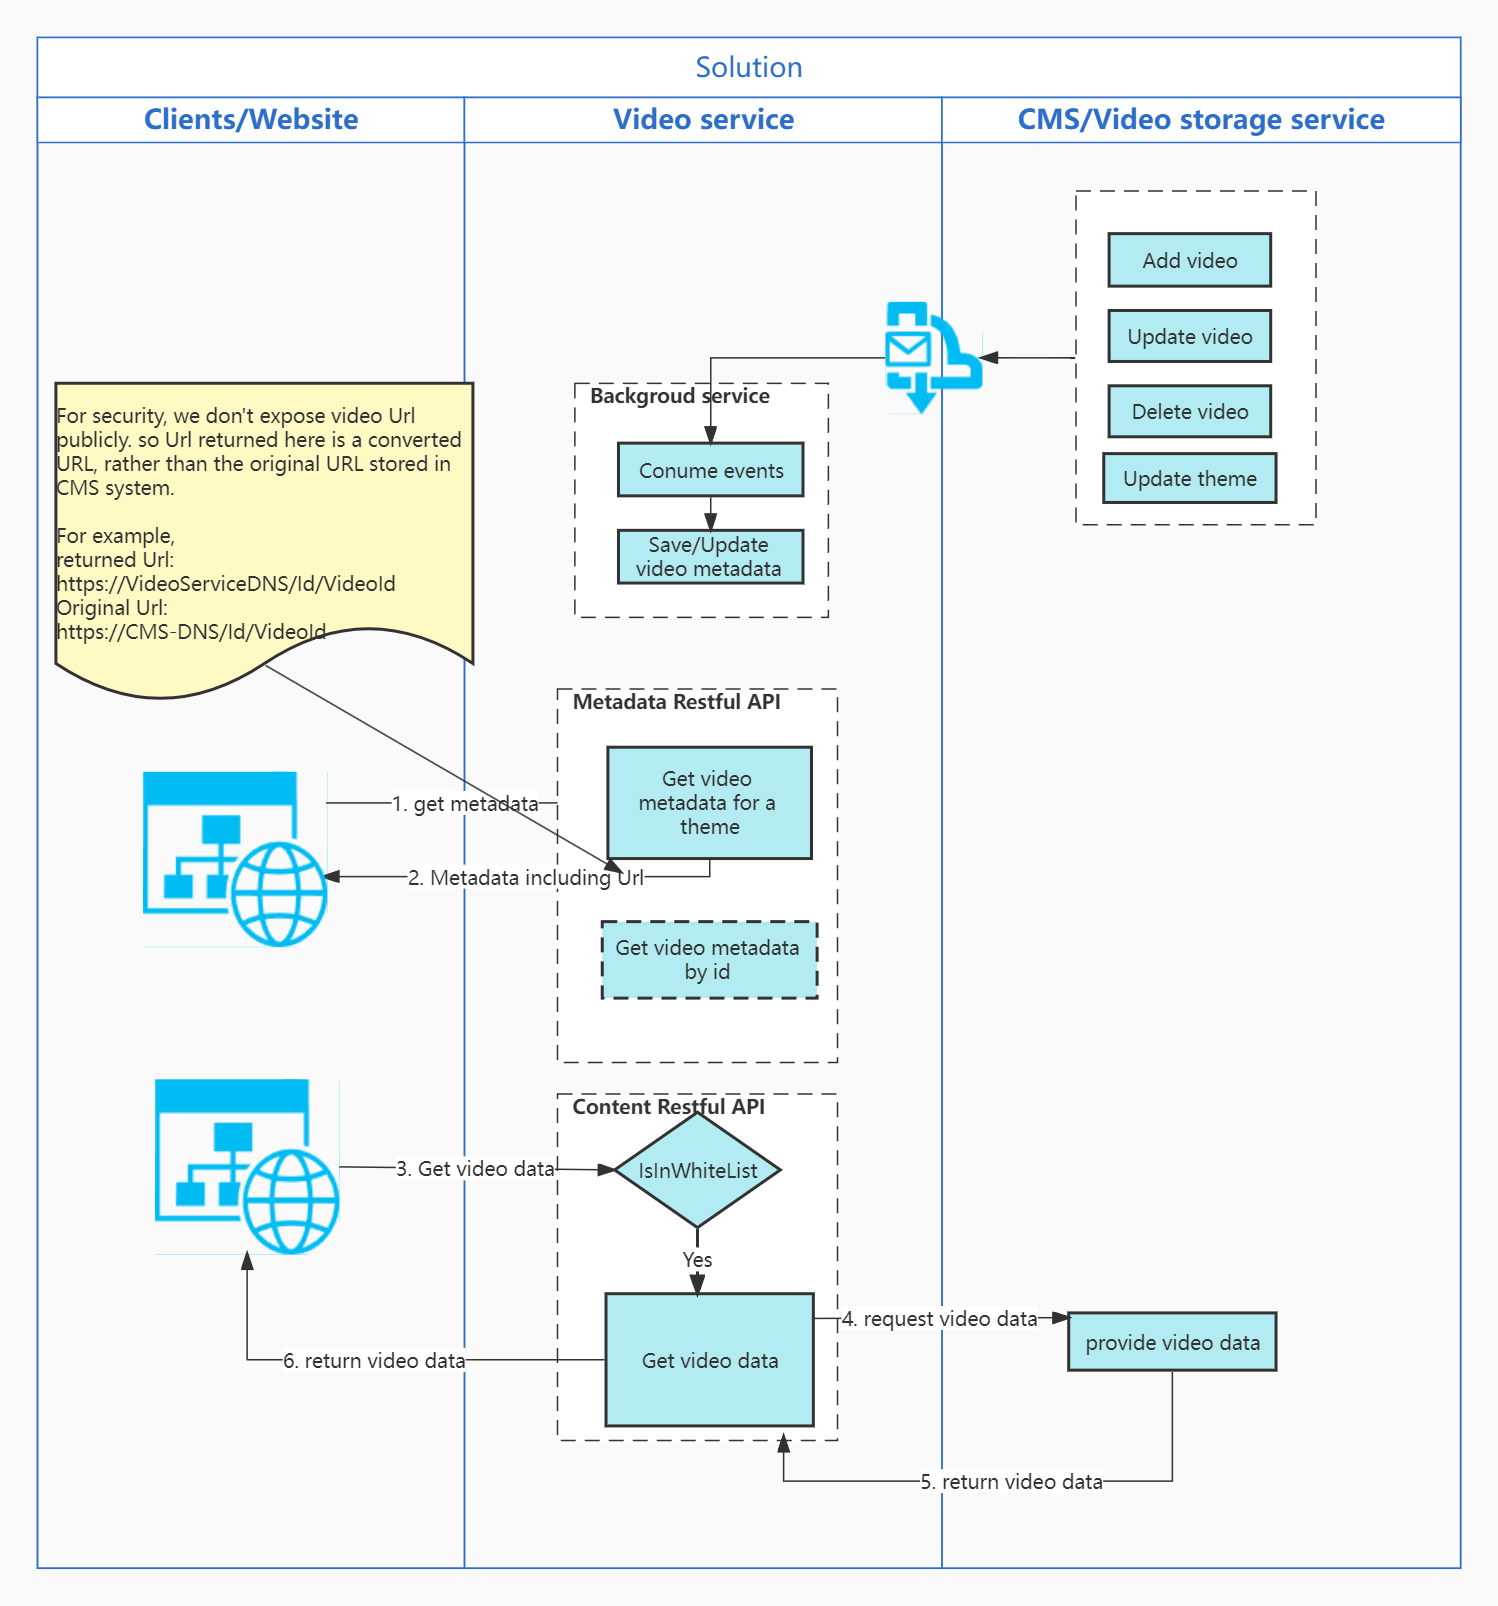 Solution
Clients/Website
Video service
CMS/Video storage service
Add video
Update video
Delete video
Update theme
Backgroud service
Conume events
Save/Update
video metadata
For security, we don't expose video Url
publicly. so Url returned here is a converted
URL, rather than the original URL stored in
CMS system.
For example,
returned Url:
https://VideoServiceDNS/Id/VideoId
Original Url:
https://CMS-DNS/Id/VideoId
Metadata Restful API
Get video
metadata for a
theme
1. get metadata
2. Metadata including Url
Get video metadata
by id
Content Restful API
IsInWhiteList
3. Get video data
Yes
Get video data
4. request video data
provide video data
6. return video data
5. return video data